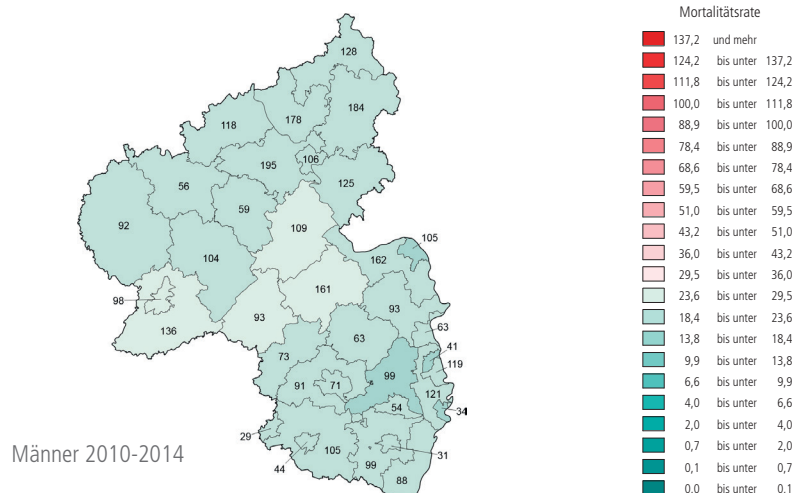 Mortalitätsrate
137,2 und mehr
124,2 bis unter 137,2
111,8 bis unter 124,2
100,0 bis unter 111,8
88,9 bis unter 100,0
78,4 bis unter 88,9
68,6 bis unter 78,4
59,5 bis unter 68,6
51,0 bis unter 59,5
43,2 bis unter 51,0
36,0 bis unter 43,2
29,5 bis unter 36,0
23,6 bis unter 29,5
18,4 bis unter 23,6
13,8 bis unter 18,4
9,9 bis unter 13,8
6,6 bis unter 9,9
4,0 bis unter 6,6
2,0 bis unter 4,0
0,7 bis unter 2,0
0,1 bis unter 0,7
0,0 bis unter 0,1
128
184
178
118
106
195
125
56
59
92
109
105
104
162
161
98
93
93
136
63
63
41
73
119
99
91
71
121
54
34
29
105
31
44
99
88
Männer 2010-2014